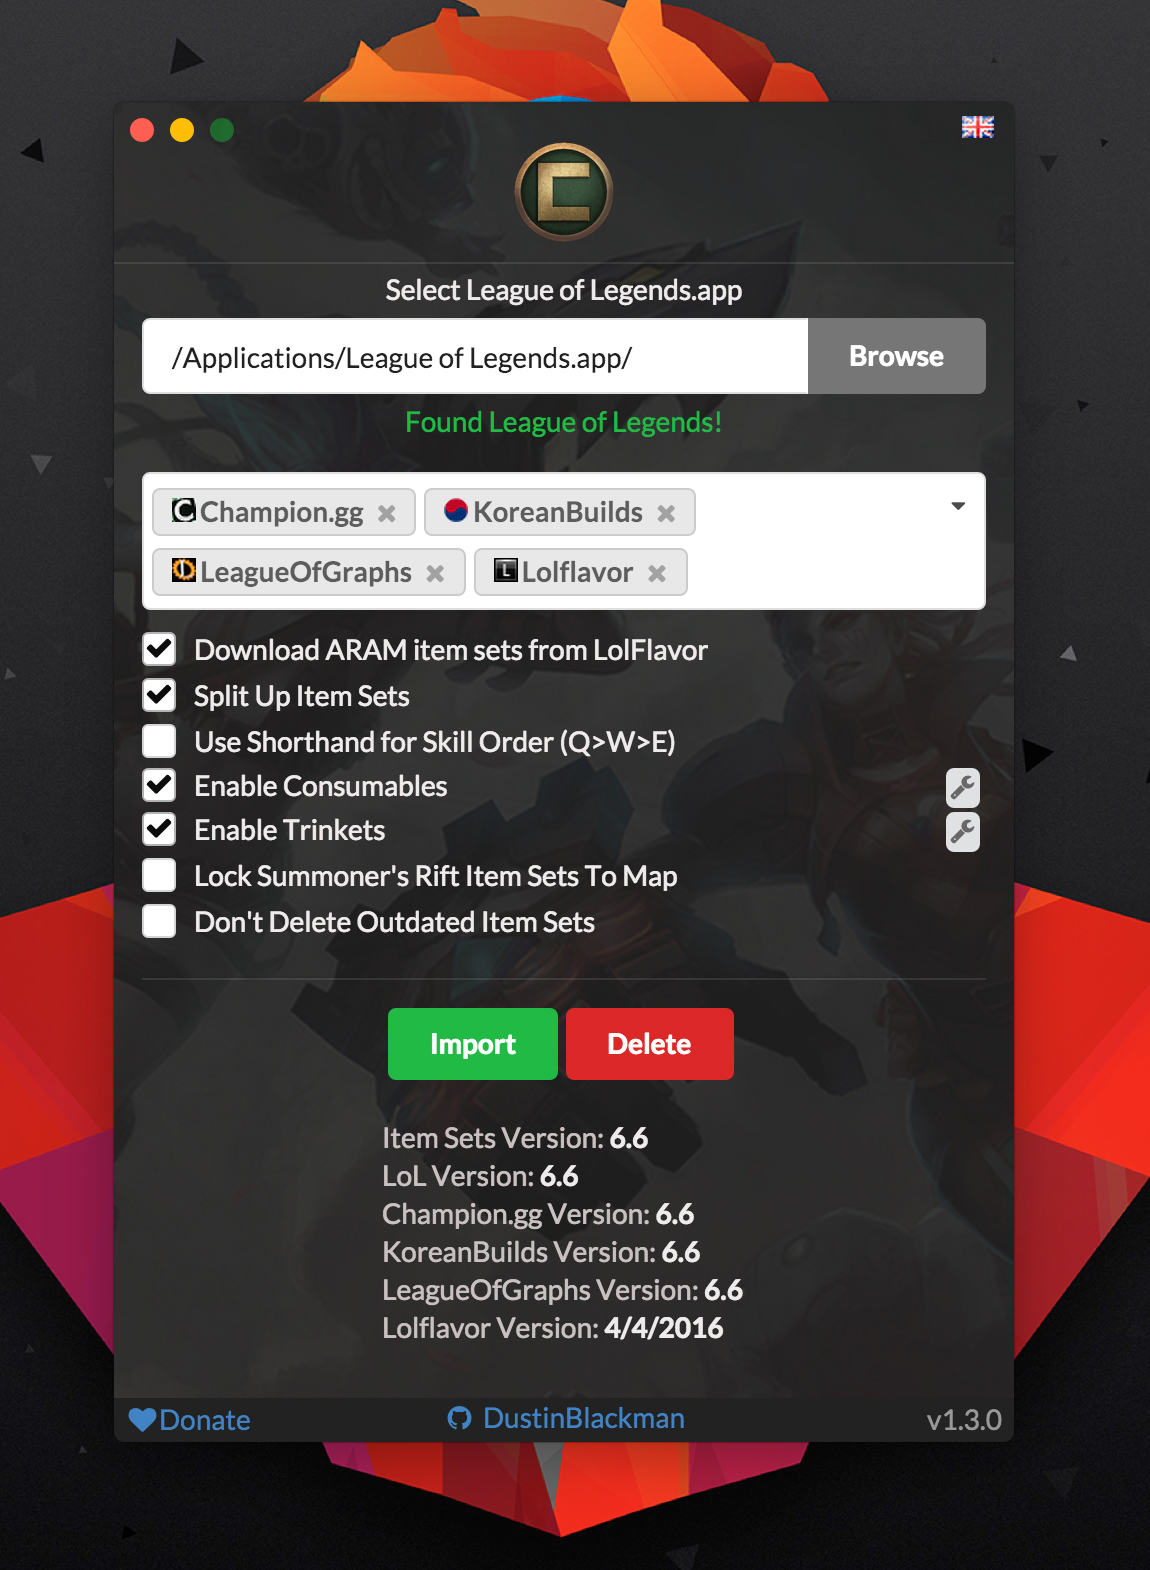 C
Select League of Legends.app
/Applications/League of Legends.app/
Browse
Found League of Legends!
Champion.gg
KoreanBuilds
LeagueOfGraphs
Lolflavor
Download ARAM item sets from LolFlavor
Split Up Item Sets
Use Shorthand for Skill Order (Q>W>E)
Enable Consumables
Enable Trinkets
Lock Summoner's Rift Item Sets To Map
Don't Delete Outdated Item Sets
Import
Delete
Item Sets Version: 6.6
LoL Version: 6.6
Champion.gg Version: 6.6
KoreanBuilds Version: 6.6
LeagueOfGraphs Version: 6.6
Lolflavor Version: 4/4/2016
Donate
DustinBlackman
v1.3.0